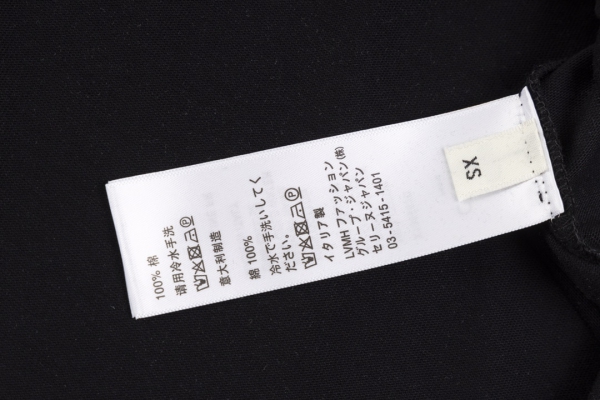 100% 棉
请用冷水手洗
意大利制造
綿 100%
冷水で手洗いしてく
ださい。
イタリア製
LVMH ファッション
グループ・ジャパン(株)
セリーヌジャパン
03-5415-1401
XS